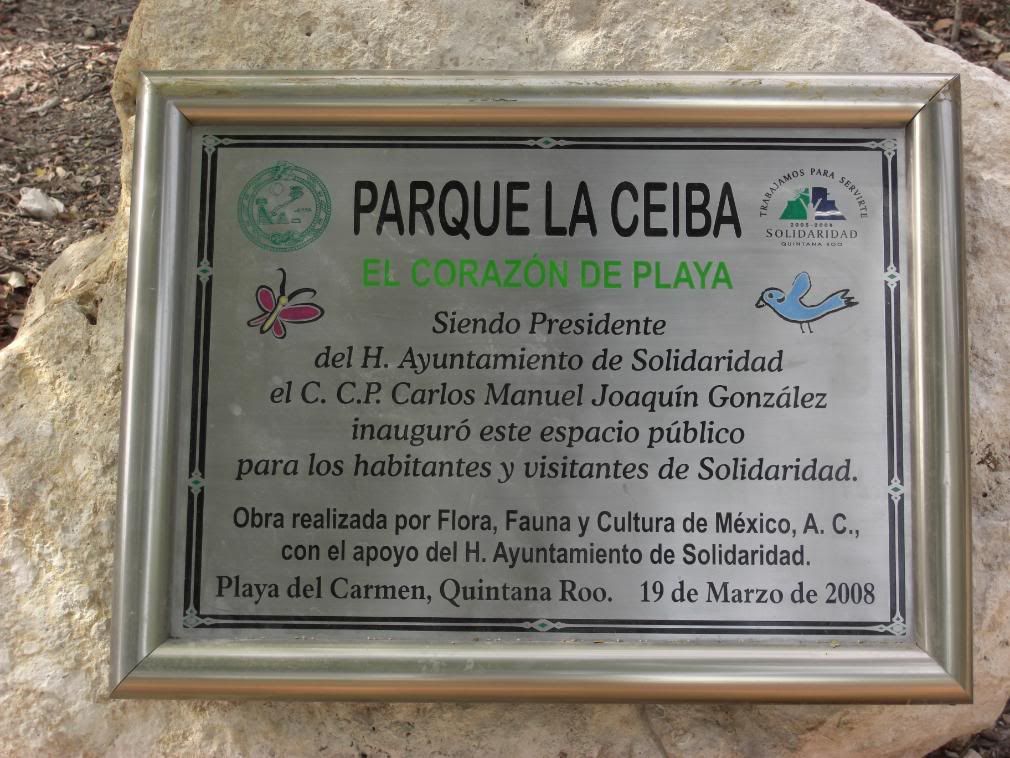 PARQUE LA CEIBA
TRABAJAMOS PARA SERVIRTE
2005-2008
SOLIDARIDAD
QUINTANA ROO
EL CORAZÓN DE PLAYA
Siendo Presidente
del H. Ayuntamiento de Solidaridad
el C. C.P. Carlos Manuel Joaquín González
inauguró este espacio público
para los habitantes y visitantes de Solidaridad.
Obra realizada por Flora, Fauna y Cultura de México, A. C.,
con el apoyo del H. Ayuntamiento de Solidaridad.
Playa del Carmen, Quintana Roo. 19 de Marzo de 2008